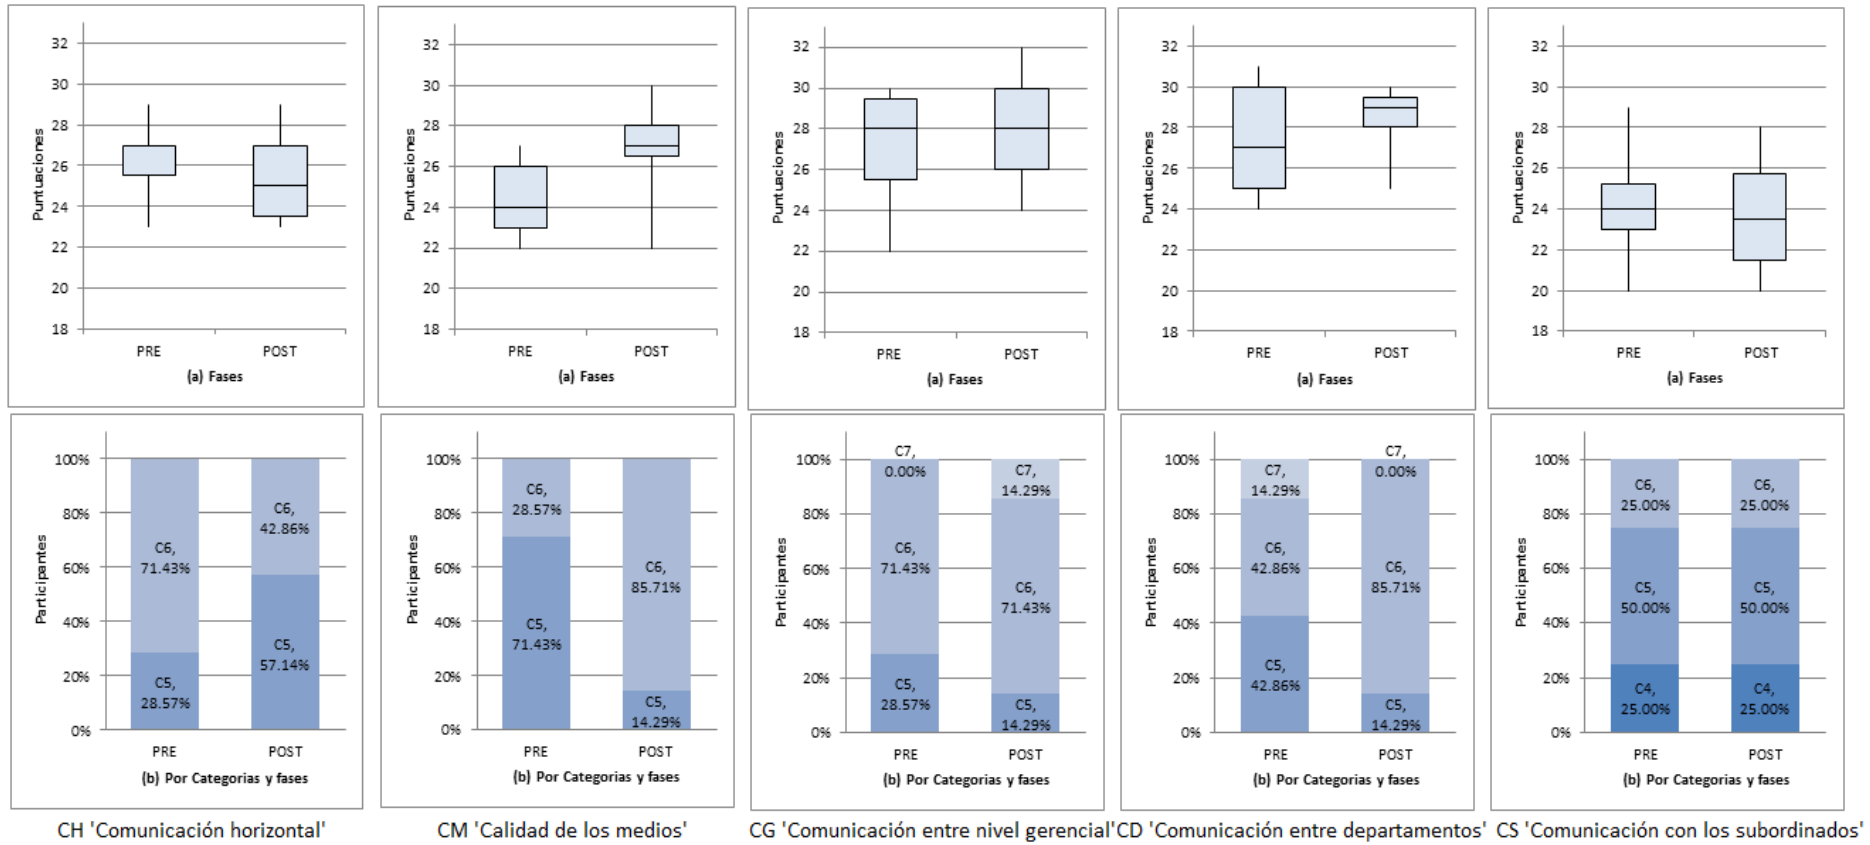 32
30
28
26
24
22
20
18
Puntuaciones
PRE
POST
(a) Fases
32
30
28
26
24
22
20
18
Puntuaciones
PRE
POST
(a) Fases
32
30
28
26
24
22
20
18
Puntuaciones
PRE
POST
(a) Fases
32
30
28
26
24
22
20
18
Puntuaciones
PRE
POST
(a) Fases
32
30
28
26
24
22
20
18
Puntuaciones
PRE
POST
(a) Fases
100%
80%
60%
40%
20%
0%
Participantes
C6,
71.43%
C5,
28.57%
C6,
42.86%
C5,
57.14%
PRE
POST
(b) Por Categorias y fases
100%
80%
60%
40%
20%
0%
Participantes
C6,
28.57%
C5,
71.43%
C6,
85.71%
C5,
14.29%
PRE
POST
(b) Por Categorias y fases
100%
80%
60%
40%
20%
0%
Participantes
C7,
0.00%
C6,
71.43%
C5,
28.57%
C7,
14.29%
C6,
71.43%
C5,
14.29%
PRE
POST
(b) Por Categorias y fases
100%
80%
60%
40%
20%
0%
Participantes
C7,
14.29%
C6,
42.86%
C5,
42.86%
C7,
0.00%
C6,
85.71%
C5,
14.29%
PRE
POST
(b) Por Categorias y fases
100%
80%
60%
40%
20%
0%
Participantes
C6,
25.00%
C5,
50.00%
C4,
25.00%
C6,
25.00%
C5,
50.00%
C4,
25.00%
PRE
POST
(b) Por Categorias y fases
CH 'Comunicación horizontal'
CM 'Calidad de los medios'
CG 'Comunicación entre nivel gerencial'
CD 'Comunicación entre departamentos'
CS 'Comunicación con los subordinados'